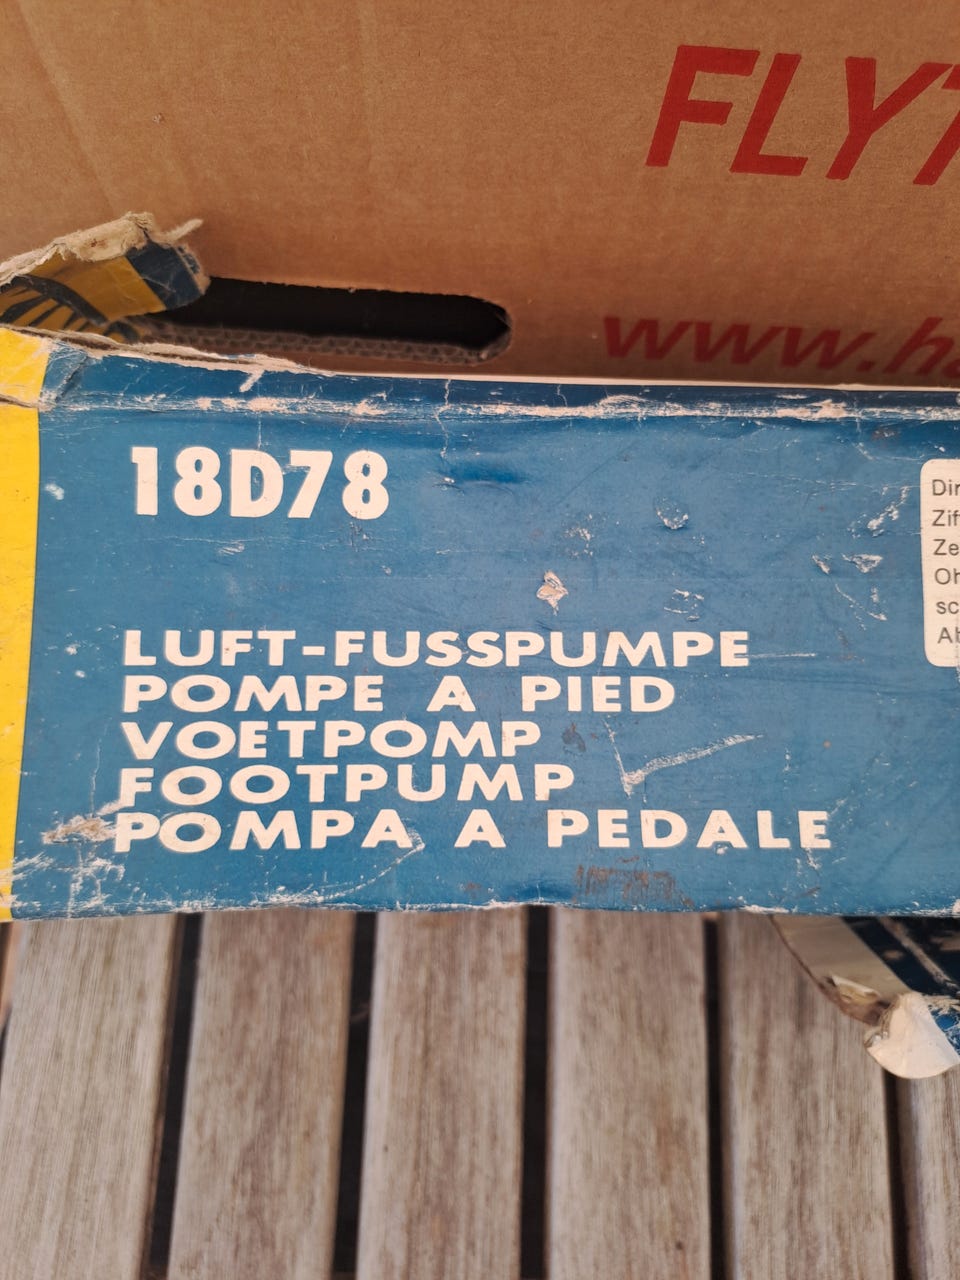 FLY
www.h
18D78
LUFT-FUSSPUMPE
POMPE A PIED
VOETPOMP
FOOTPUMP
POMPA A PEDALE